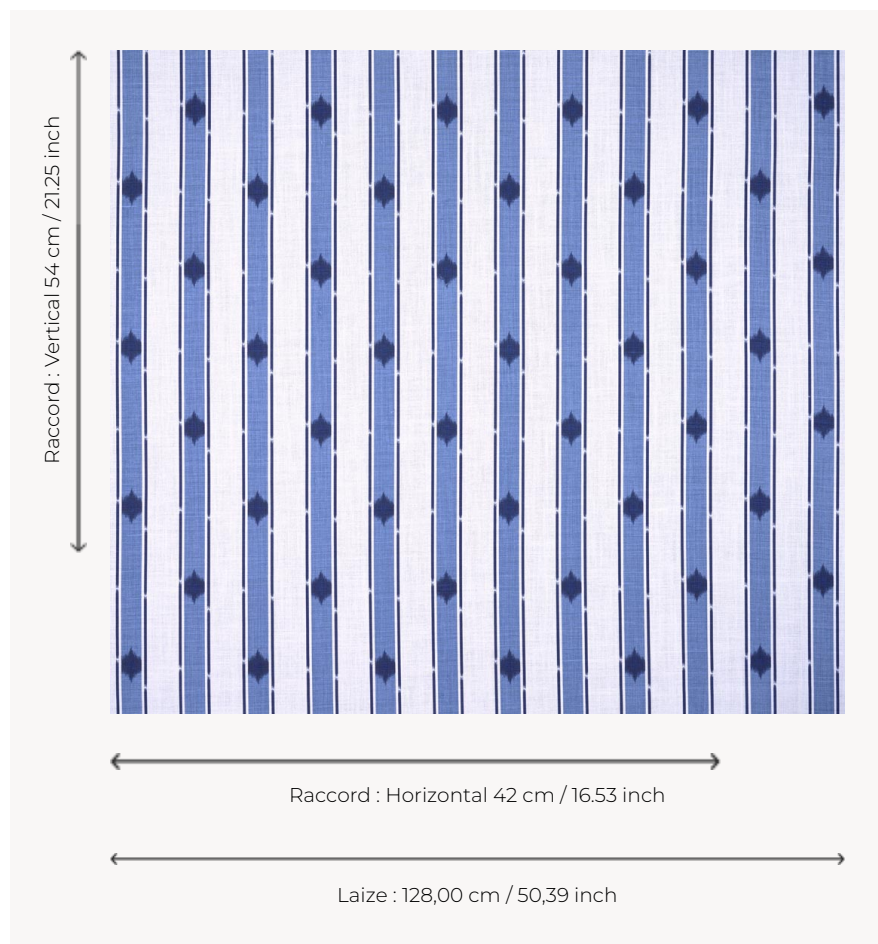 Raccord : Vertical 54 cm / 21.25 inch
Raccord : Horizontal 42 cm / 16.53 inch
Laize : 128,00 cm / 50,39 inch